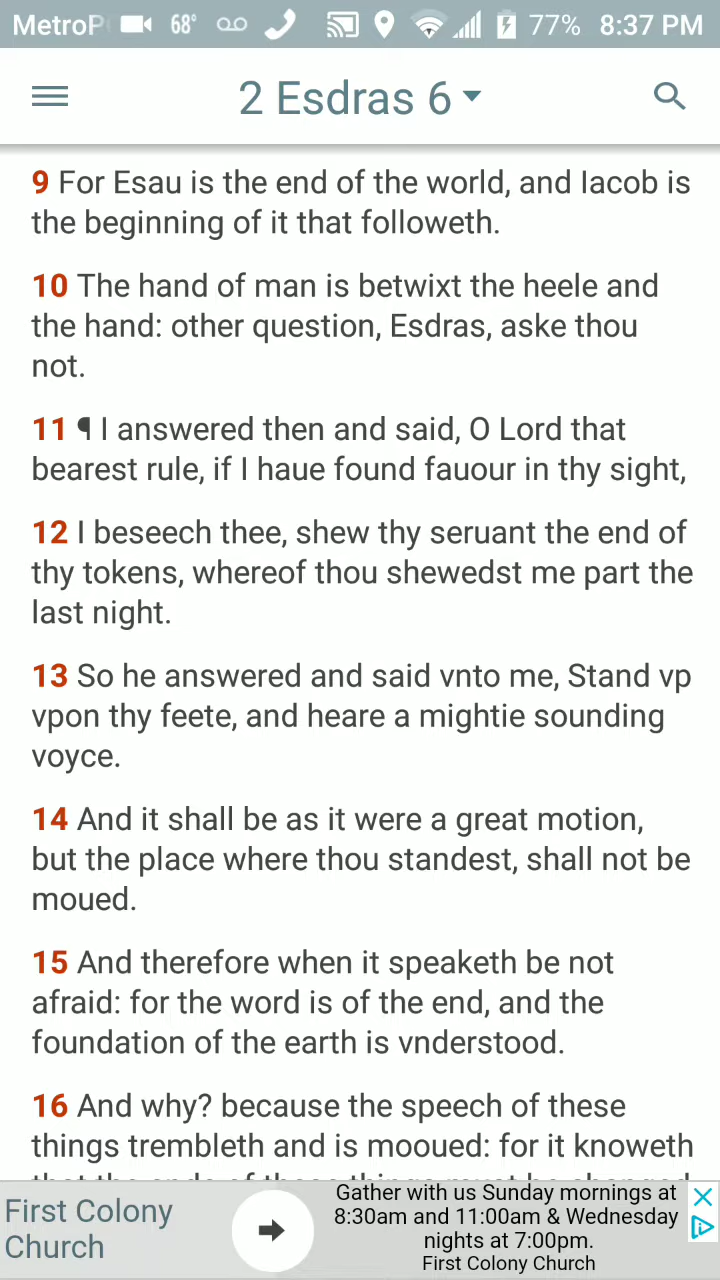 MetroP 68° 77% 8:37 PM
2 Esdras 6
9 For Esau is the end of the world, and Iacob is
the beginning of it that followeth.
10 The hand of man is betwixt the heele and
the hand: other question, Esdras, aske thou
not.
11 ¶ I answered then and said, O Lord that
bearest rule, if I haue found fauour in thy sight,
12 I beseech thee, shew thy seruant the end of
thy tokens, whereof thou shewedst me part the
last night.
13 So he answered and said vnto me, Stand vp
vpon thy feete, and heare a mightie sounding
voyce.
14 And it shall be as it were a great motion,
but the place where thou standest, shall not be
moued.
15 And therefore when it speaketh be not
afraid: for the word is of the end, and the
foundation of the earth is vnderstood.
16 And why? because the speech of these
things trembleth and is mooued: for it knoweth
that the ende of these things must be changed
First Colony
Church
Gather with us Sunday mornings at
8:30am and 11:00am & Wednesday
nights at 7:00pm.
First Colony Church